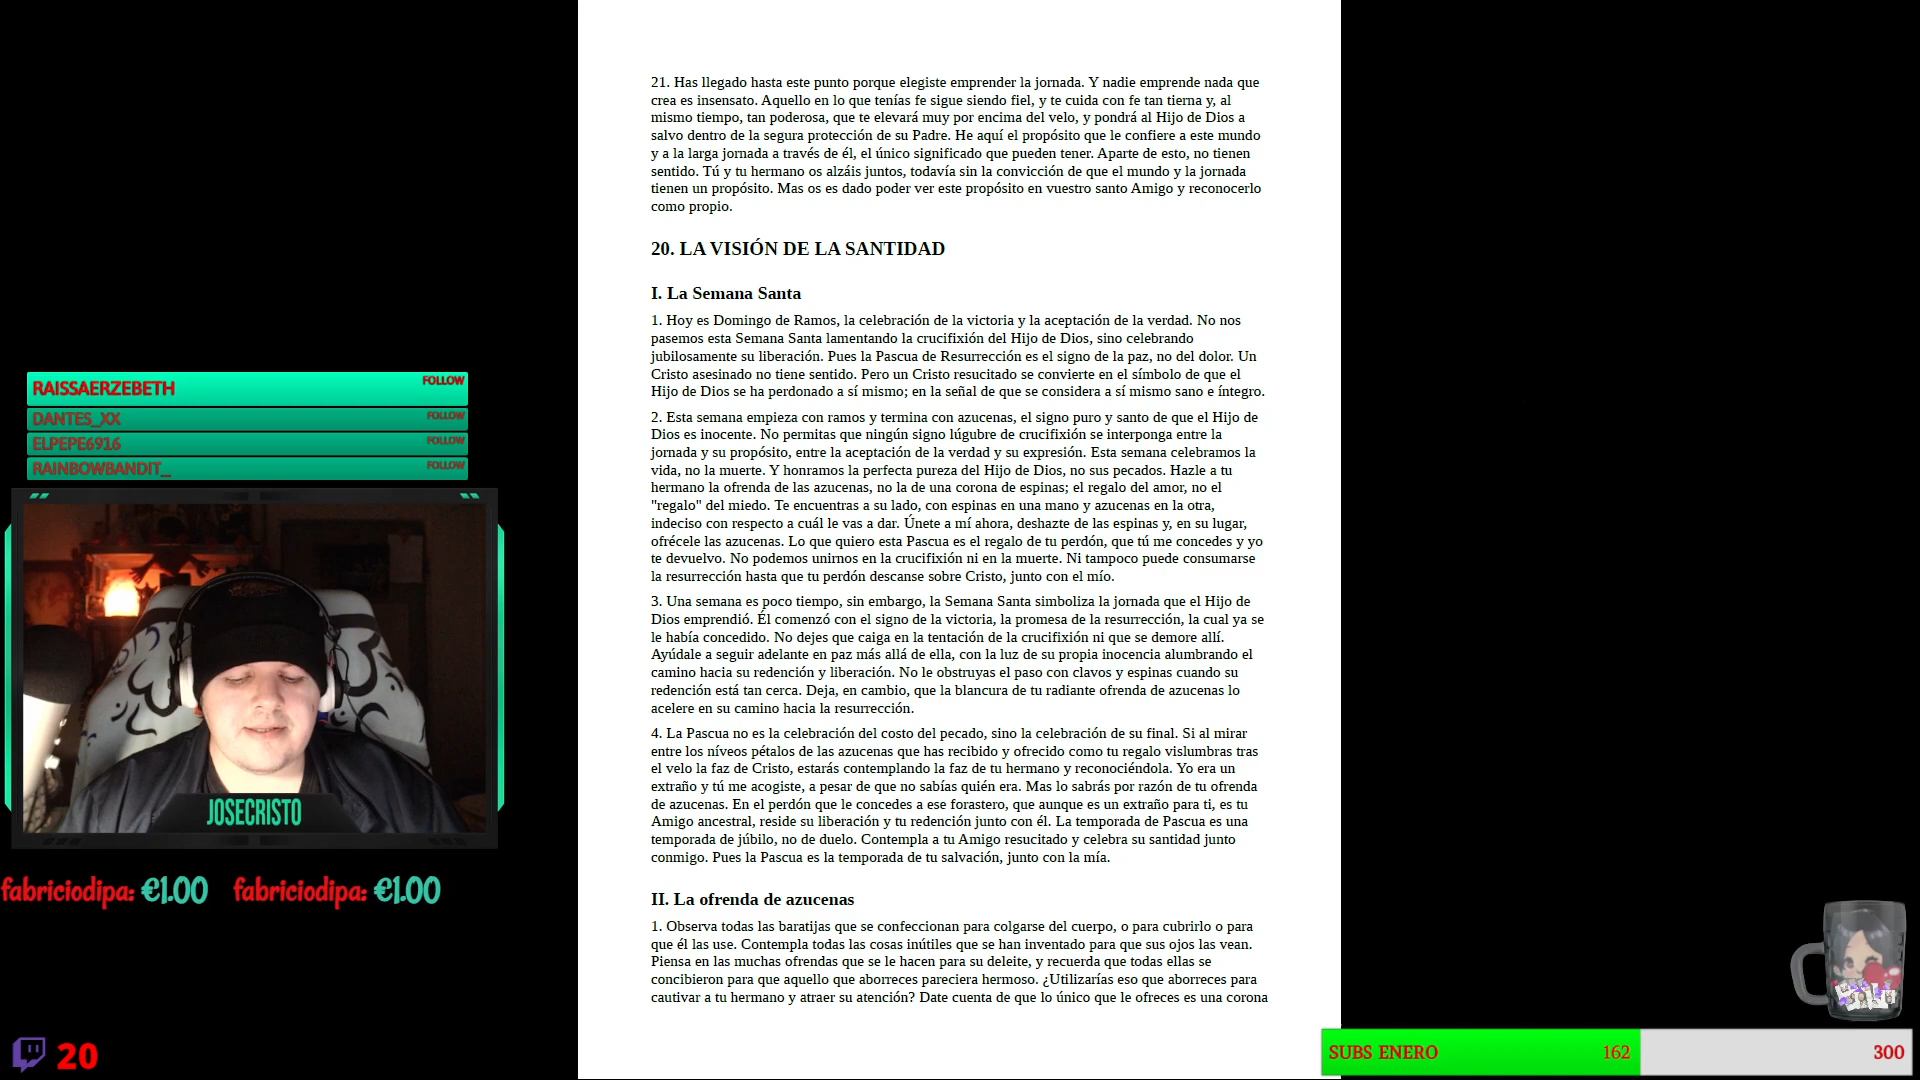 21. Has llegado hasta este punto porque elegiste emprender la jornada. Y nadie emprende nada que
crea es insensato. Aquello en lo que tenías fe sigue siendo fiel, y te cuida con fe tan tierna y, al
mismo tiempo, tan poderosa, que te elevará muy por encima del velo, y pondrá al Hijo de Dios a
salvo dentro de la segura protección de su Padre. He aquí el propósito que le confiere a este mundo
y a la larga jornada a través de él, el único significado que pueden tener. Aparte de esto, no tienen
sentido. Tú y tu hermano os alzáis juntos, todavía sin la convicción de que el mundo y la jornada
tienen un propósito. Mas os es dado poder ver este propósito en vuestro santo Amigo y reconocerlo
como propio.
20. LA VISIÓN DE LA SANTIDAD
I. La Semana Santa
1. Hoy es Domingo de Ramos, la celebración de la victoria y la aceptación de la verdad. No nos
pasemos esta Semana Santa lamentando la crucifixión del Hijo de Dios, sino celebrando
jubilosamente su liberación. Pues la Pascua de Resurrección es el signo de la paz, no del dolor. Un
Cristo asesinado no tiene sentido. Pero un Cristo resucitado se convierte en el símbolo de que el
Hijo de Dios se ha perdonado a sí mismo; en la señal de que se considera a sí mismo sano e íntegro.
2. Esta semana empieza con ramos y termina con azucenas, el signo puro y santo de que el Hijo de
Dios es inocente. No permitas que ningún signo lúgubre de crucifixión se interponga entre la
jornada y su propósito, entre la aceptación de la verdad y su expresión. Esta semana celebramos la
vida, no la muerte. Y honramos la perfecta pureza del Hijo de Dios, no sus pecados. Hazle a tu
hermano la ofrenda de las azucenas, no la de una corona de espinas; el regalo del amor, no el
"regalo" del miedo. Te encuentras a su lado, con espinas en una mano y azucenas en la otra,
indeciso con respecto a cuál le vas a dar. Únete a mí ahora, deshazte de las espinas y, en su lugar,
ofrécele las azucenas. Lo que quiero esta Pascua es el regalo de tu perdón, que tú me concedes y yo
te devuelvo. No podemos unirnos en la crucifixión ni en la muerte. Ni tampoco puede consumarse
la resurrección hasta que tu perdón descanse sobre Cristo, junto con el mío.
3. Una semana es poco tiempo, sin embargo, la Semana Santa simboliza la jornada que el Hijo de
Dios emprendió. Él comenzó con el signo de la victoria, la promesa de la resurrección, la cual ya se
le había concedido. No dejes que caiga en la tentación de la crucifixión ni que se demore allí.
Ayúdale a seguir adelante en paz más allá de ella, con la luz de su propia inocencia alumbrando el
camino hacia su redención y liberación. No le obstruyas el paso con clavos y espinas cuando su
redención está tan cerca. Deja, en cambio, que la blancura de tu radiante ofrenda de azucenas lo
acelere en su camino hacia la resurrección.
4. La Pascua no es la celebración del costo del pecado, sino la celebración de su final. Si al mirar
entre los níveos pétalos de las azucenas que has recibido y ofrecido como tu regalo vislumbras tras
el velo la faz de Cristo, estarás contemplando la faz de tu hermano y reconociéndola. Yo era un
extraño y tú me acogiste, a pesar de que no sabías quién era. Mas lo sabrás por razón de tu ofrenda
de azucenas. En el perdón que le concedes a ese forastero, que aunque es un extraño para ti, es tu
Amigo ancestral, reside su liberación y tu redención junto con él. La temporada de Pascua es una
temporada de júbilo, no de duelo. Contempla a tu Amigo resucitado y celebra su santidad junto
conmigo. Pues la Pascua es la temporada de tu salvación, junto con la mía.
II. La ofrenda de azucenas
1. Observa todas las baratijas que se confeccionan para colgarse del cuerpo, o para cubrirlo o para
que él las use. Contempla todas las cosas inútiles que se han inventado para que sus ojos las vean.
Piensa en las muchas ofrendas que se le hacen para su deleite, y recuerda que todas ellas se
concibieron para que aquello que aborreces pareciera hermoso. ¿Utilizarías eso que aborreces para
cautivar a tu hermano y atraer su atención? Date cuenta de que lo único que le ofreces es una corona
RAISSAERZEBETH FOLLOW
DANTES_XX FOLLOW
ELPEPE6916 FOLLOW
RAINBOWBANDIT_ FOLLOW
JOSECRISTO
fabriciodipa: €1.00 fabriciodipa: €1.00
20
SUBS ENERO 162 300